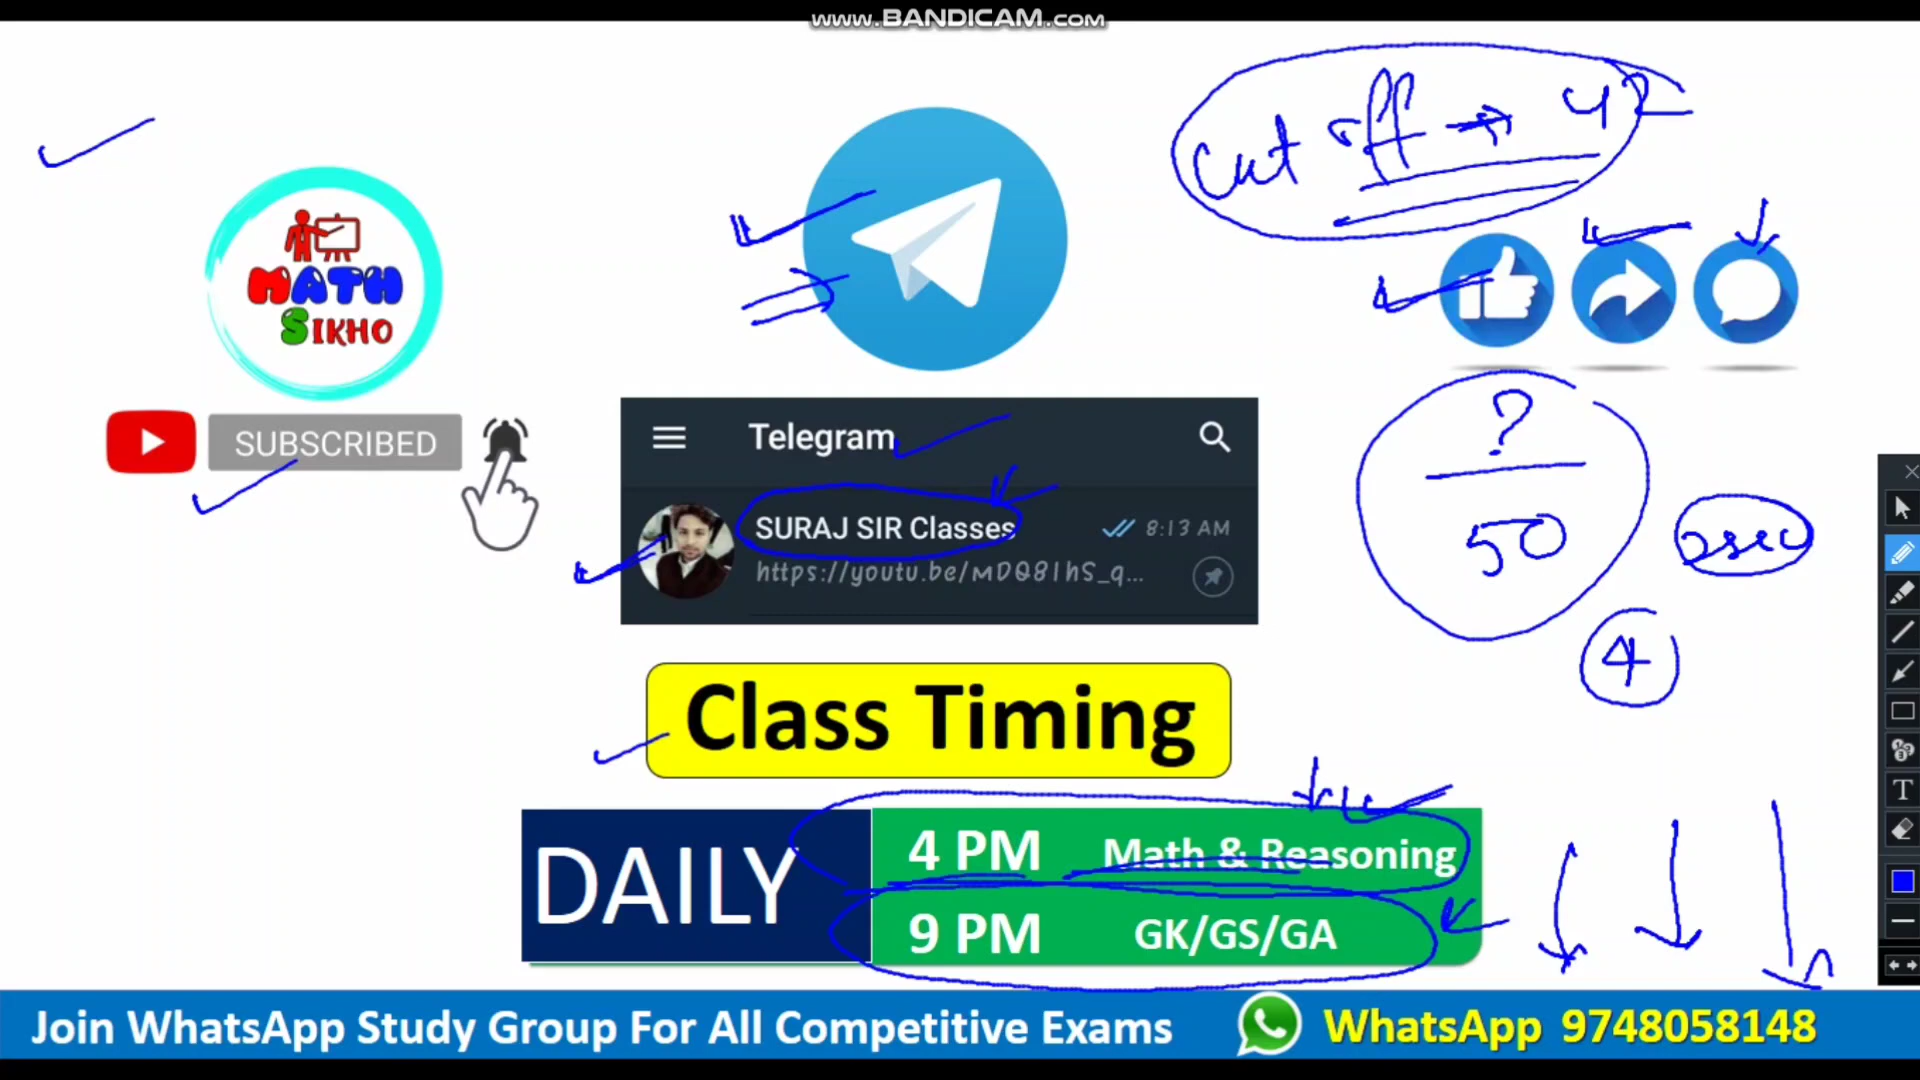 www.BANDICAM.com
cut off → 42
MATH
SIKHO
SUBSCRIBED
Telegram
SURAJ SIR Classes
8:13 AM
https://youtu.be/MDQ81hS_q...
?
50
2sec
4
Class Timing
DAILY
4 PM Math & Reasoning
9 PM GK/GS/GA
Join WhatsApp Study Group For All Competitive Exams
WhatsApp 9748058148